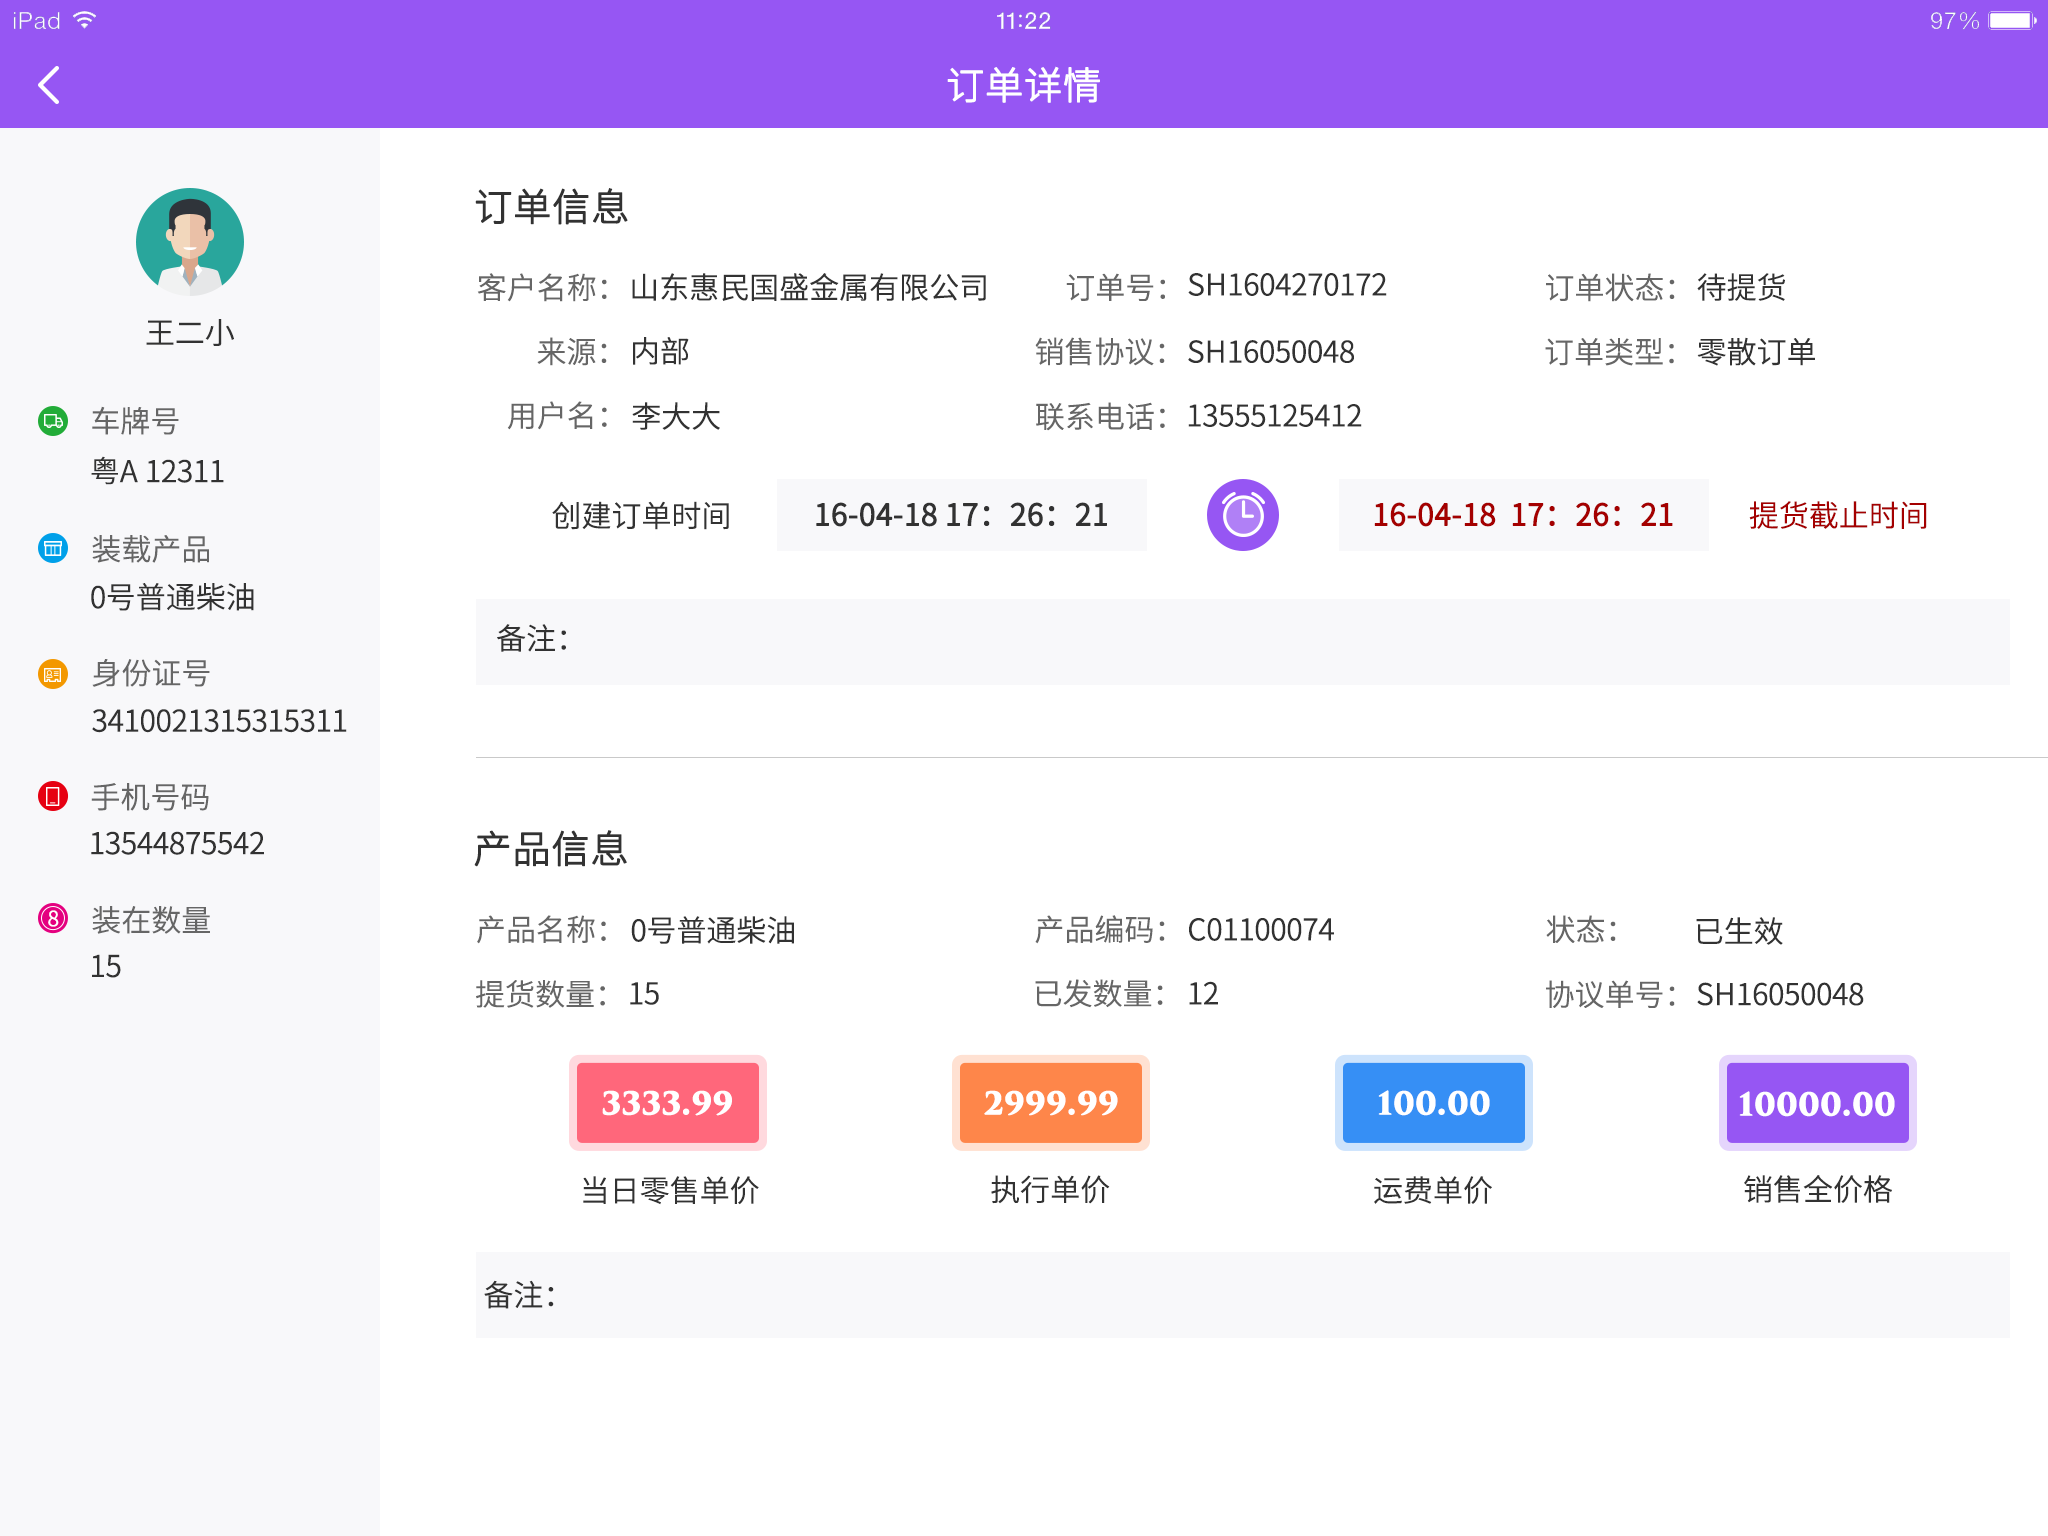 iPad 11:22 97%
订单详情
王二小
车牌号
粤A 12311
装载产品
0号普通柴油
身份证号
3410021315315311
手机号码
13544875542
8 装在数量
15
订单信息
客户名称： 山东惠民国盛金属有限公司 订单号： SH1604270172 订单状态： 待提货
来源： 内部 销售协议： SH16050048 订单类型： 零散订单
用户名： 李大大 联系电话： 13555125412
创建订单时间 16-04-18 17：26：21 16-04-18 17：26：21 提货截止时间
备注：
产品信息
产品名称： 0号普通柴油 产品编码： C01100074 状态： 已生效
提货数量： 15 已发数量： 12 协议单号： SH16050048
3333.99 2999.99 100.00 10000.00
当日零售单价 执行单价 运费单价 销售全价格
备注：